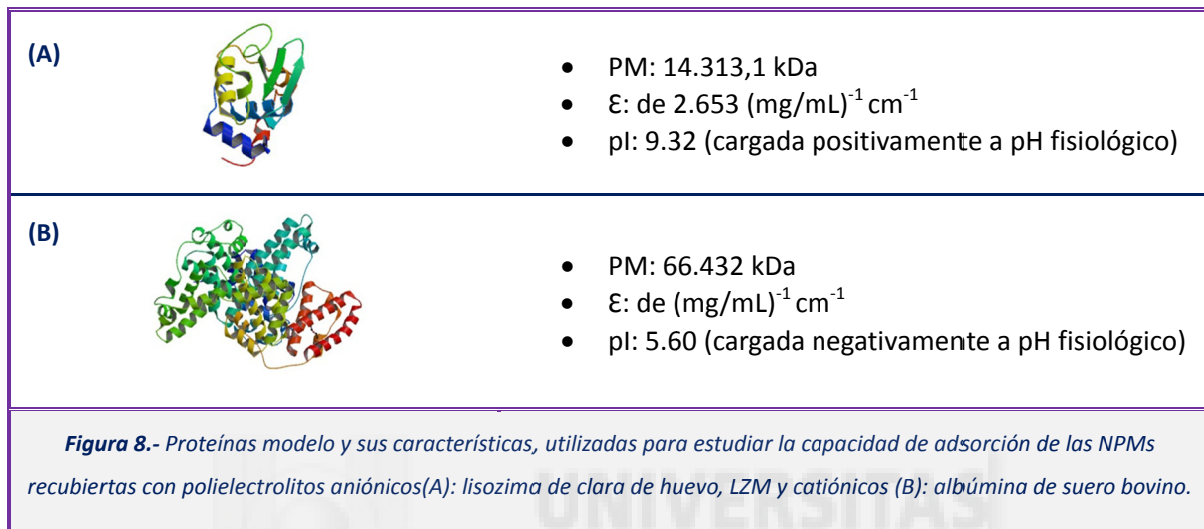 (A)
• PM: 14.313,1 kDa
• Ɛ: de 2.653 (mg/mL)⁻¹ cm⁻¹
• pI: 9.32 (cargada positivamente a pH fisiológico)
(B)
• PM: 66.432 kDa
• Ɛ: de (mg/mL)⁻¹ cm⁻¹
• pI: 5.60 (cargada negativamente a pH fisiológico)
Figura 8.- Proteínas modelo y sus características, utilizadas para estudiar la capacidad de adsorción de las NPMs
recubiertas con polielectrolitos aniónicos(A): lisozima de clara de huevo, LZM y catiónicos (B): albúmina de suero bovino.
UNIVERSITAS